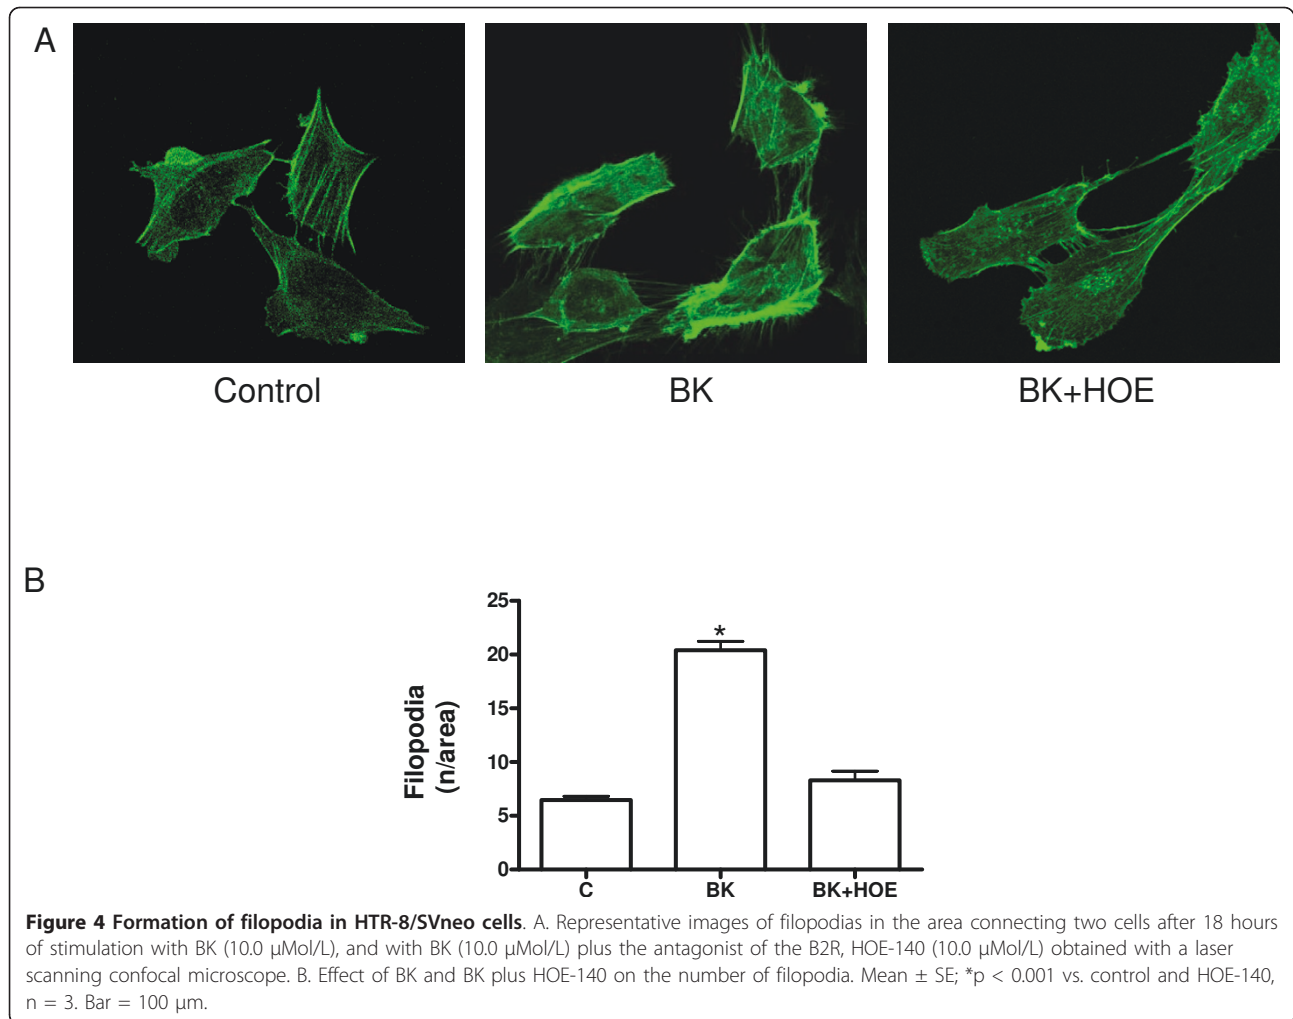 A
Control
BK
BK+HOE
B
25
20
15
10
5
0
Filopodia
(n/area)
*
C
BK
BK+HOE
Figure 4 Formation of filopodia in HTR-8/SVneo cells. A. Representative images of filopodias in the area connecting two cells after 18 hours
of stimulation with BK (10.0 μMol/L), and with BK (10.0 μMol/L) plus the antagonist of the B2R, HOE-140 (10.0 μMol/L) obtained with a laser
scanning confocal microscope. B. Effect of BK and BK plus HOE-140 on the number of filopodia. Mean ± SE; *p < 0.001 vs. control and HOE-140,
n = 3. Bar = 100 μm.